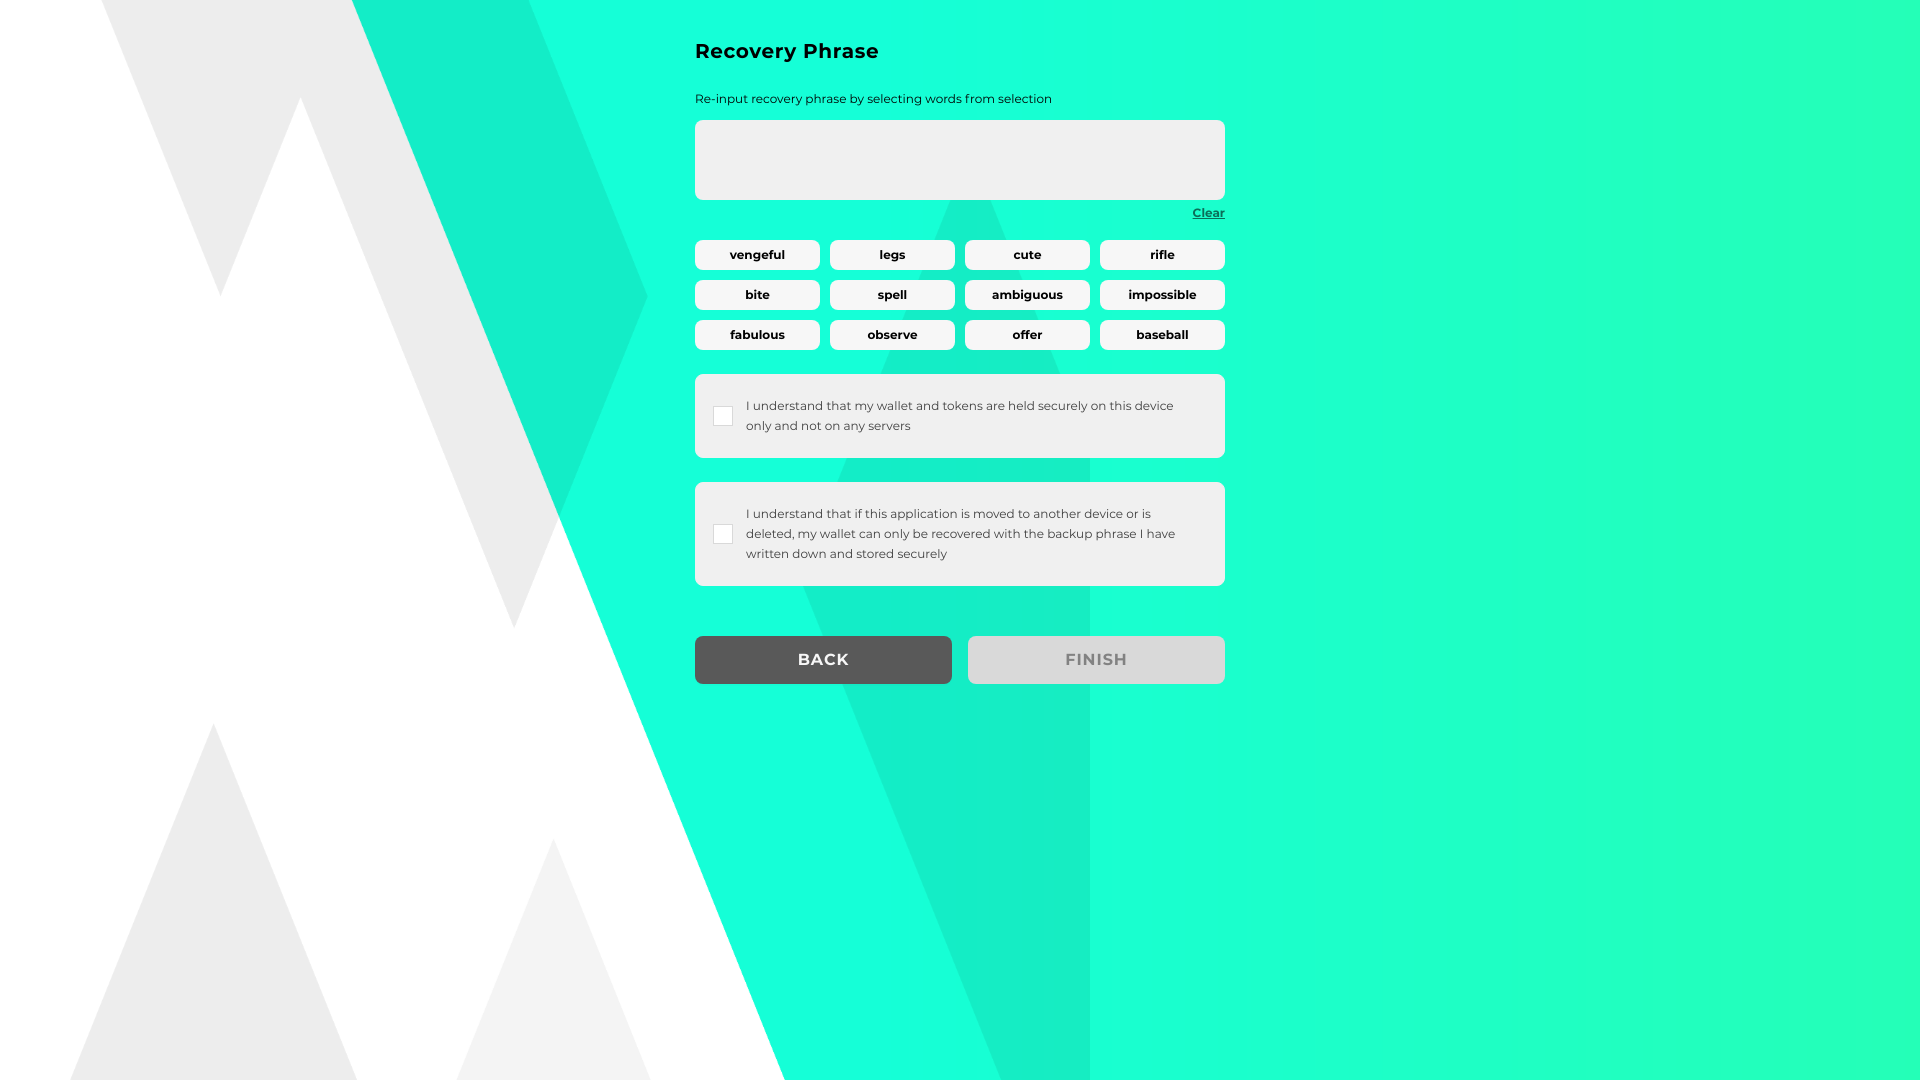 Recovery Phrase
Re-input recovery phrase by selecting words from selection
Clear
vengeful legs cute rifle
bite spell ambiguous impossible
fabulous observe offer baseball
I understand that my wallet and tokens are held securely on this device
only and not on any servers
I understand that if this application is moved to another device or is
deleted, my wallet can only be recovered with the backup phrase I have
written down and stored securely
BACK FINISH